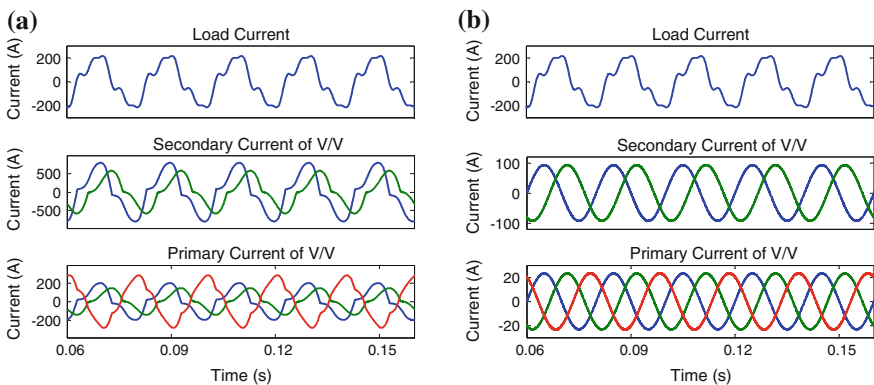 (a)
Load Current
Current (A)
200
0
-200
Secondary Current of V/V
Current (A)
500
0
-500
Primary Current of V/V
Current (A)
200
0
-200
0.06 0.09 0.12 0.15
Time (s)
(b)
Load Current
Current (A)
200
0
-200
Secondary Current of V/V
Current (A)
100
0
-100
Primary Current of V/V
Current (A)
20
0
-20
0.06 0.09 0.12 0.15
Time (s)